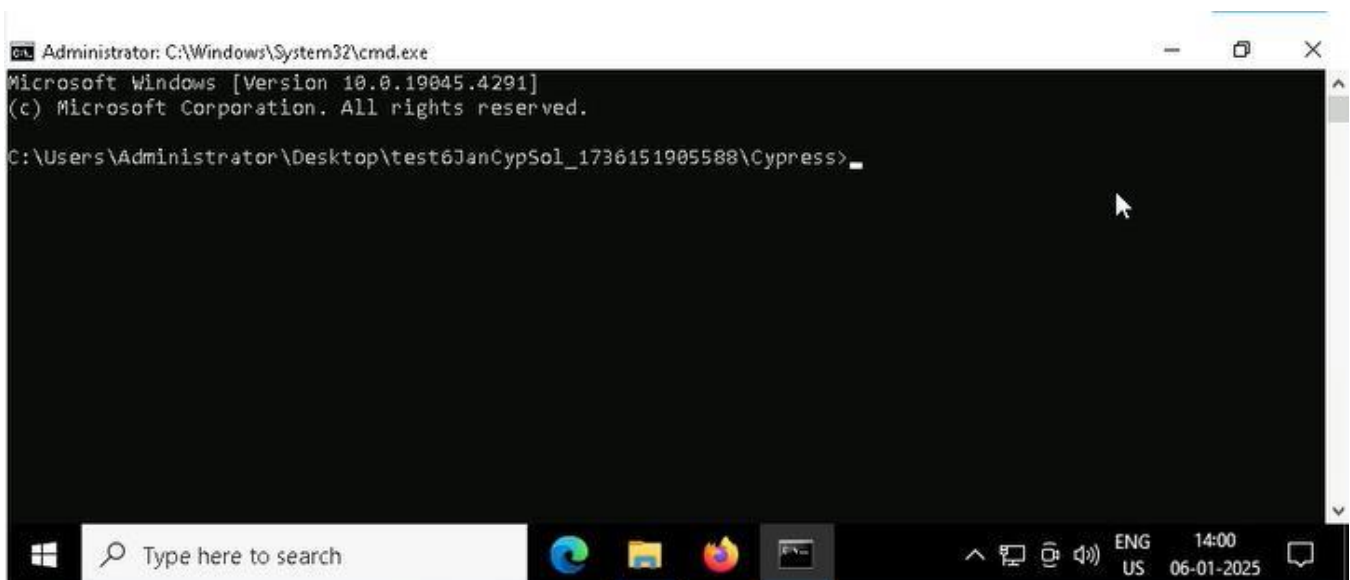 Administrator: C:\Windows\System32\cmd.exe
Microsoft Windows [Version 10.0.19045.4291]
(c) Microsoft Corporation. All rights reserved.
C:\Users\Administrator\Desktop\test6JanCypSol_1736151905588\Cypress>
Type here to search
ENG
US
14:00
06-01-2025